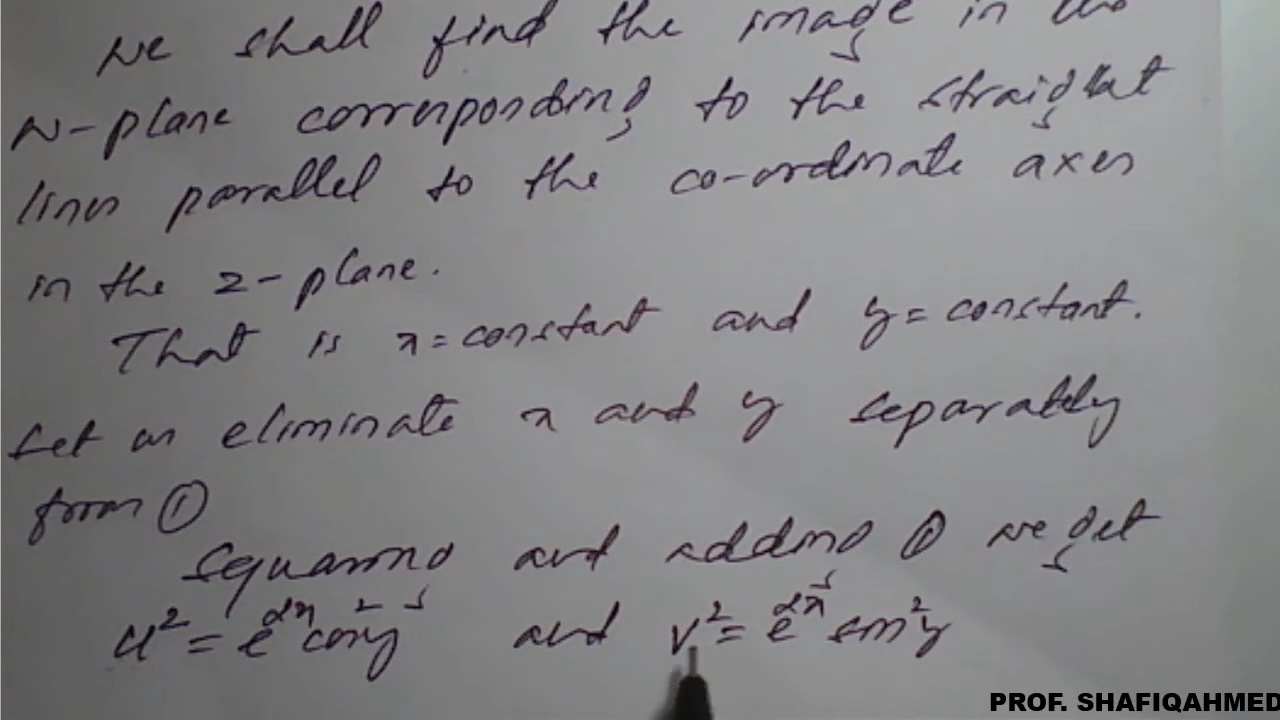 We shall find the image in the
W-plane corresponding to the straight
lines parallel to the co-ordinate axes
in the z-plane.
That is x = constant and y = constant.
Let us eliminate x and y separately
from ①
Squaring and adding ① we get
u² = e²ˣ cos²y and v² = e²ˣ sin²y
PROF. SHAFIQAHMED